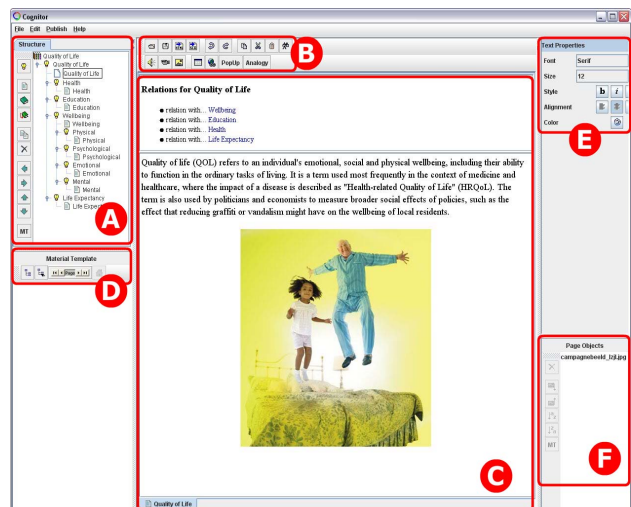 Cognitor
File Edit Publish Help
Structure
Quality of Life
Quality of Life
Quality of Life
Health
Health
Education
Education
Wellbeing
Wellbeing
Physical
Physical
Psychological
Psychological
Emotional
Emotional
Mental
Mental
Life Expectancy
Life Expect
MT
A
Material Template
Page
D
PopUp Analogy
B
Relations for Quality of Life
relation with... Wellbeing
relation with... Education
relation with... Health
relation with... Life Expectancy
Quality of life (QOL) refers to an individual's emotional, social and physical wellbeing, including their ability
to function in the ordinary tasks of living. It is a term used most frequently in the context of medicine and
healthcare, where the impact of a disease is described as "Health-related Quality of Life" (HRQoL). The
term is also used by politicians and economists to measure broader social effects of policies, such as the
effect that reducing graffiti or vandalism might have on the wellbeing of local residents.
C
Quality of Life
Text Properties
Font Serif
Size 12
Style b i
Alignment
Color
E
Page Objects
campagnebeeld_lzjl.jpg
MT
F